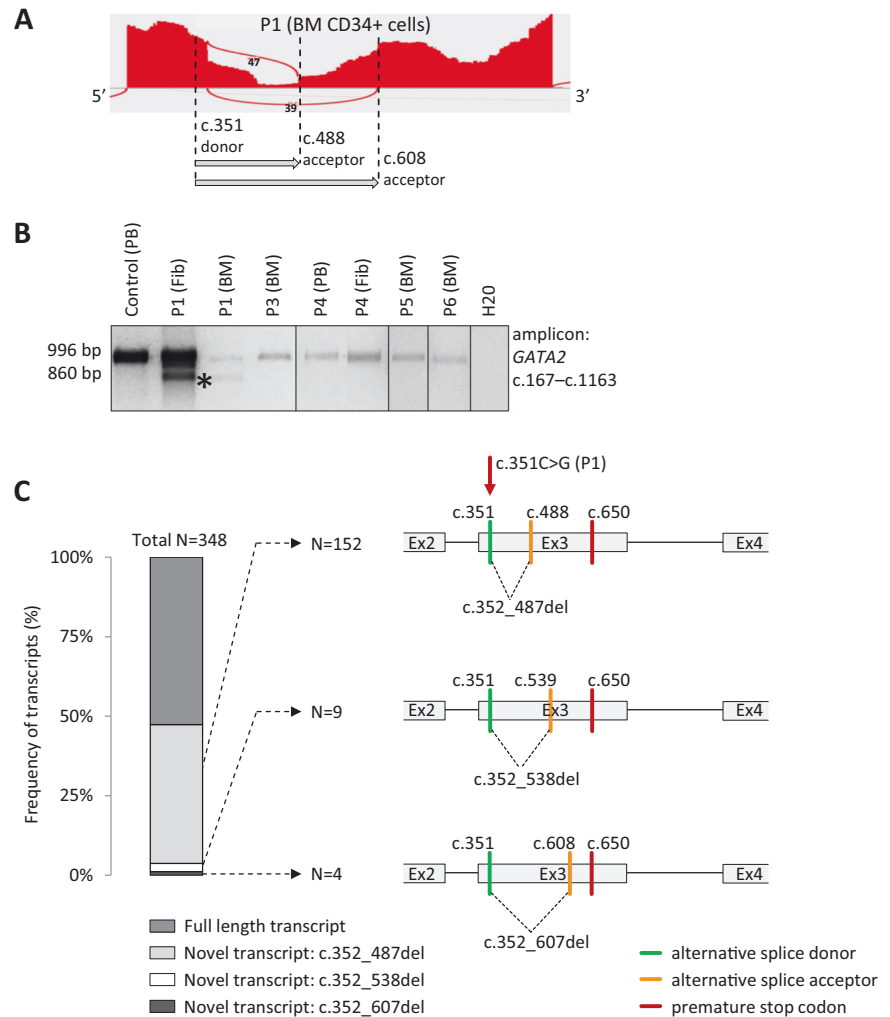 A
P1 (BM CD34+ cells)
47
39
5’
3’
c.351
donor
c.488
acceptor
c.608
acceptor
B
Control (PB)
P1 (Fib)
P1 (BM)
P3 (BM)
P4 (PB)
P4 (Fib)
P5 (BM)
P6 (BM)
H20
996 bp
860 bp
*
amplicon:
GATA2
c.167–c.1163
C
c.351C>G (P1)
Total N=348
Frequency of transcripts (%)
100%
75%
50%
25%
0%
N=152
c.351
c.488
c.650
Ex2
Ex3
Ex4
c.352_487del
N=9
c.351
c.539
c.650
Ex2
Ex3
Ex4
c.352_538del
N=4
c.351
c.608
c.650
Ex2
Ex3
Ex4
c.352_607del
Full length transcript
Novel transcript: c.352_487del
Novel transcript: c.352_538del
Novel transcript: c.352_607del
alternative splice donor
alternative splice acceptor
premature stop codon